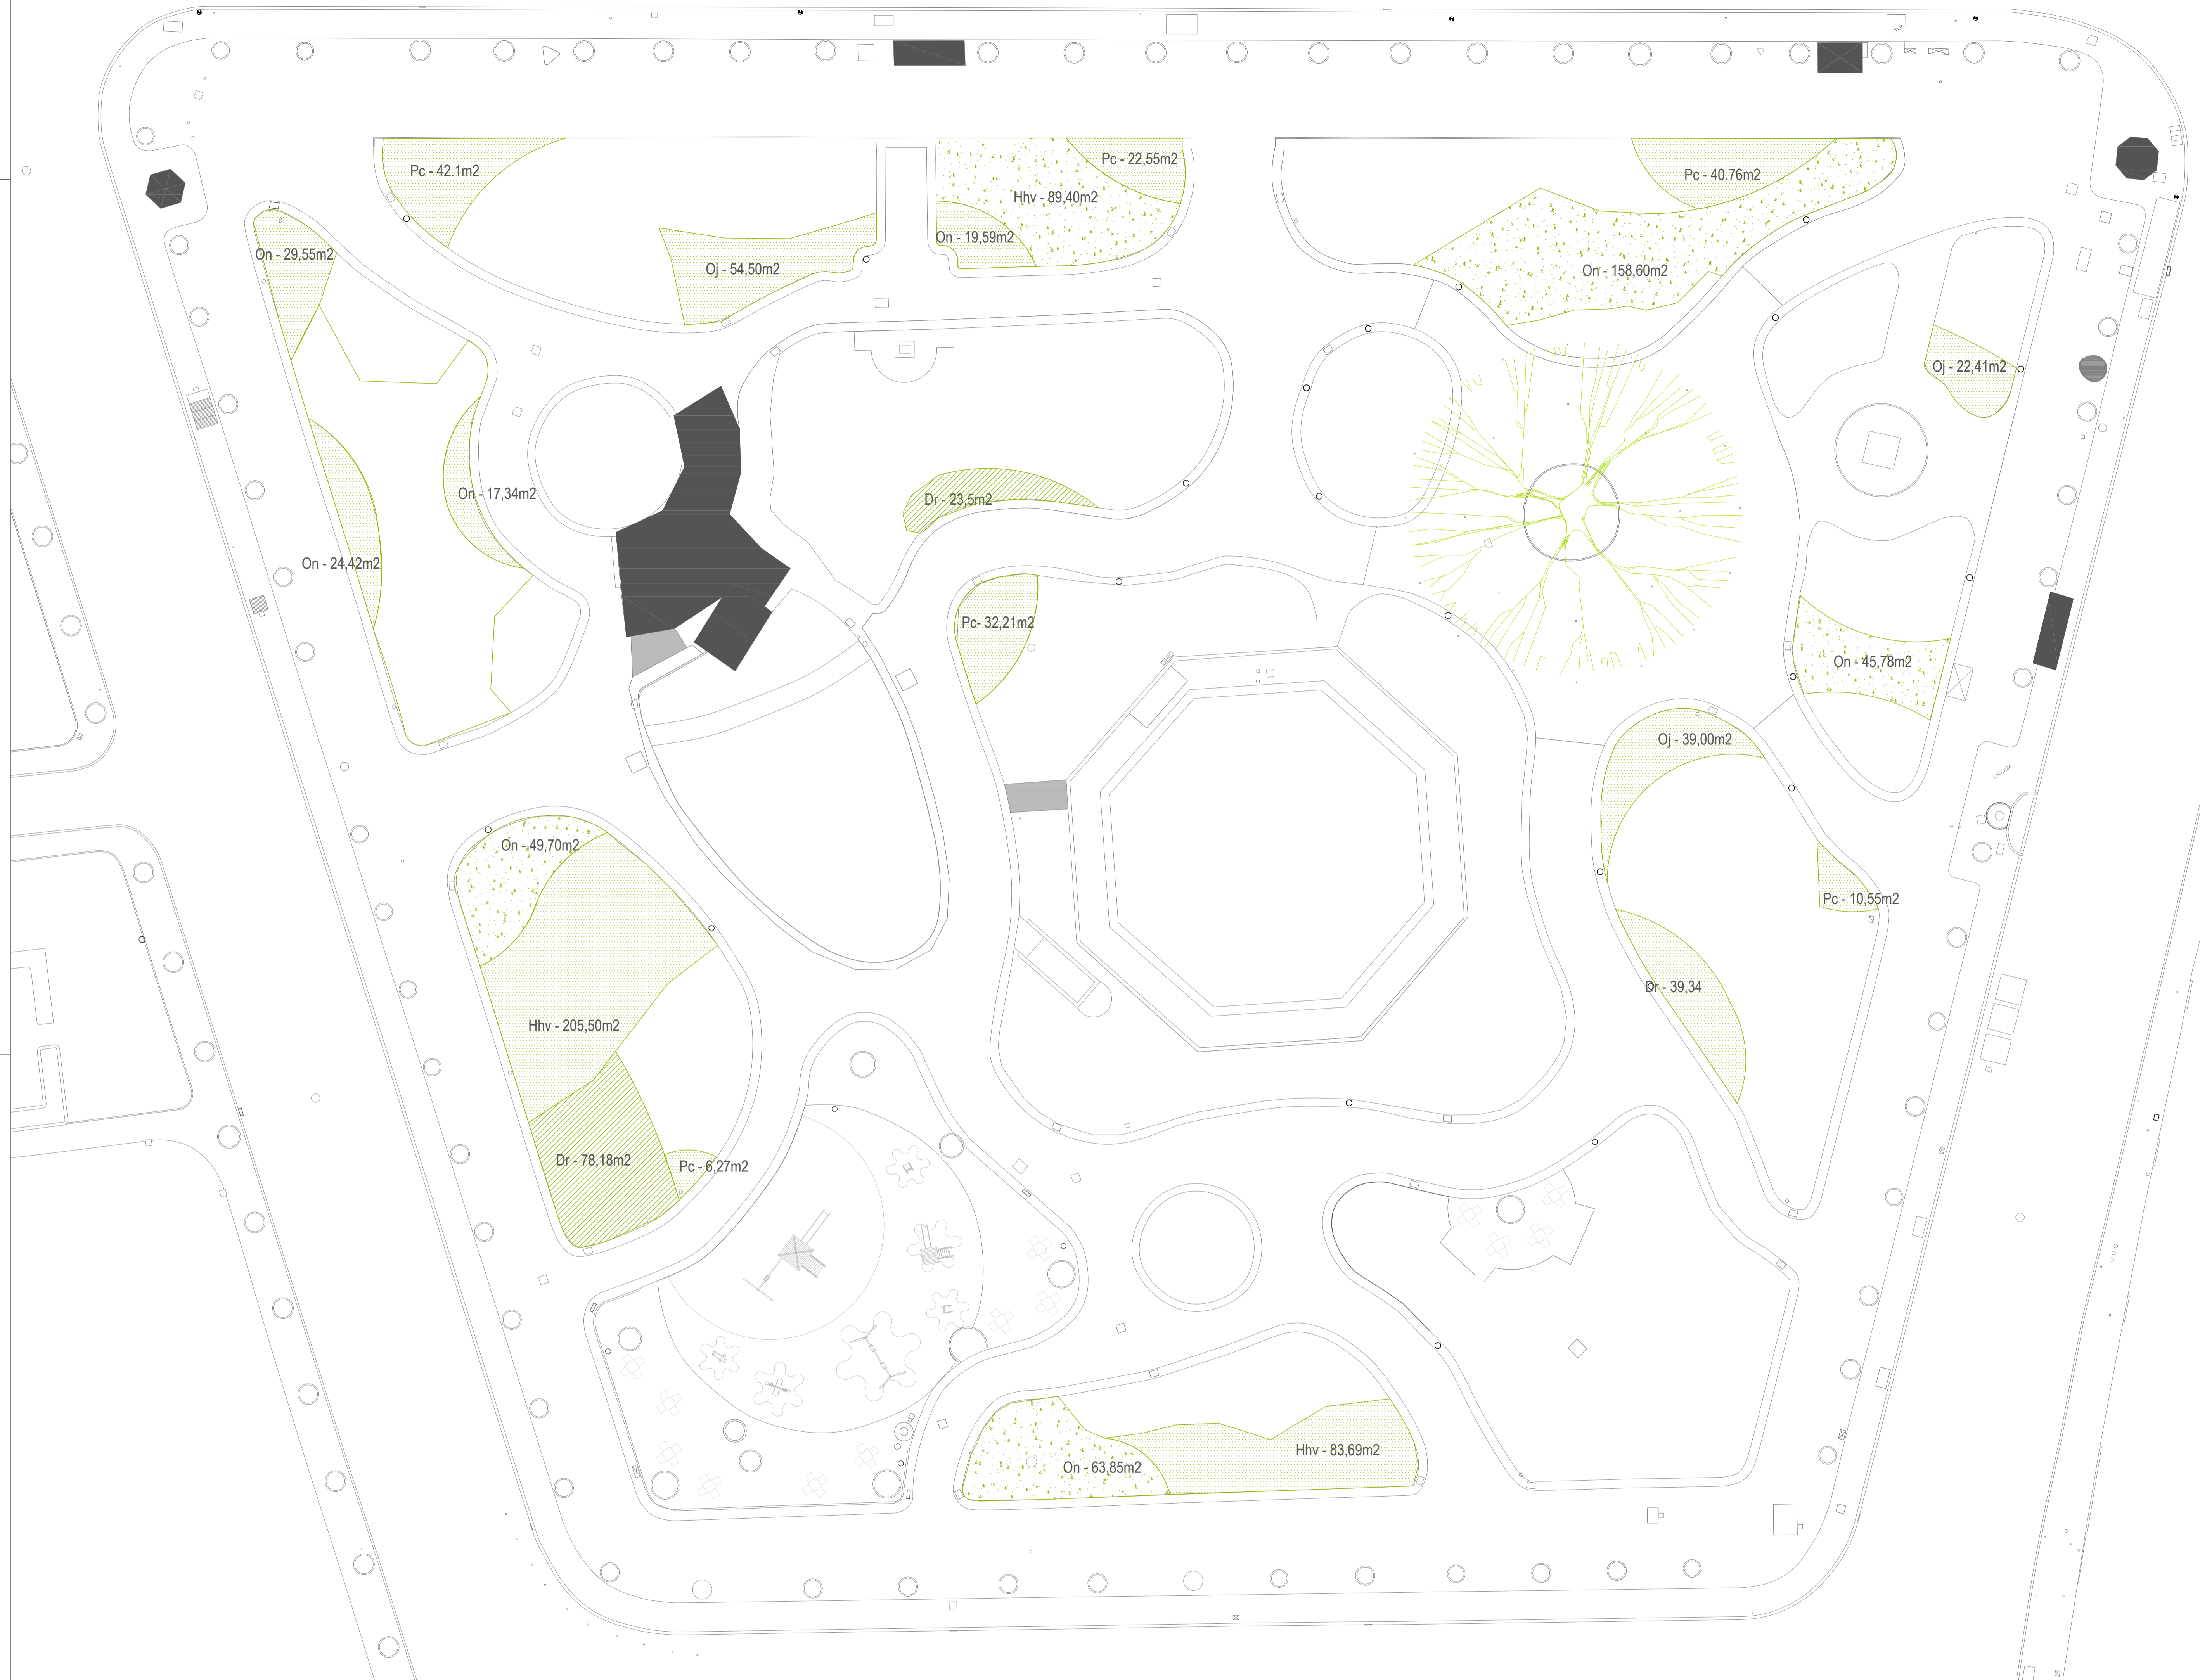 Pc - 42.1m2
Pc - 22,55m2
Pc - 40.76m2
Hhv - 89,40m2
On - 19,59m2
On - 29,55m2
Oj - 54,50m2
On - 158,60m2
Oj - 22,41m2
On - 17,34m2
Dr - 23,5m2
On - 24,42m2
Pc- 32,21m2
On - 45,78m2
Oj - 39,00m2
CALÇADA
On - 49,70m2
Pc - 10,55m2
Dr - 39,34
Hhv - 205,50m2
Dr - 78,18m2
Pc - 6,27m2
Hhv - 83,69m2
On - 63,85m2